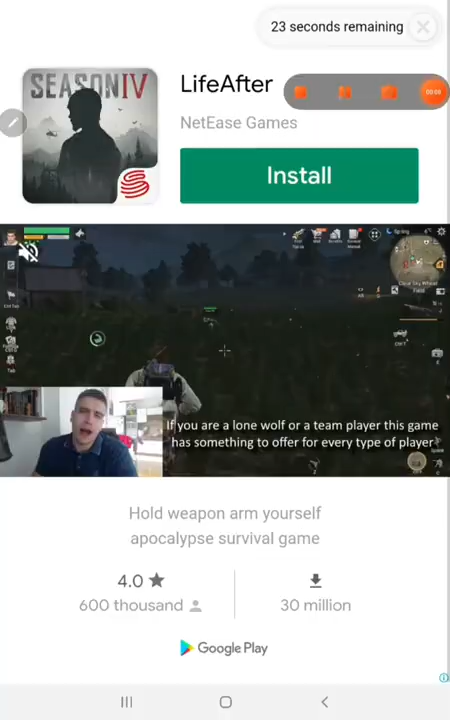 23 seconds remaining
SEASON IV
LifeAfter
00:09
NetEase Games
Install
If you are a lone wolf or a team player this game
has something to offer for every type of player
Hold weapon arm yourself
apocalypse survival game
4.0 ★
600 thousand
30 million
Google Play